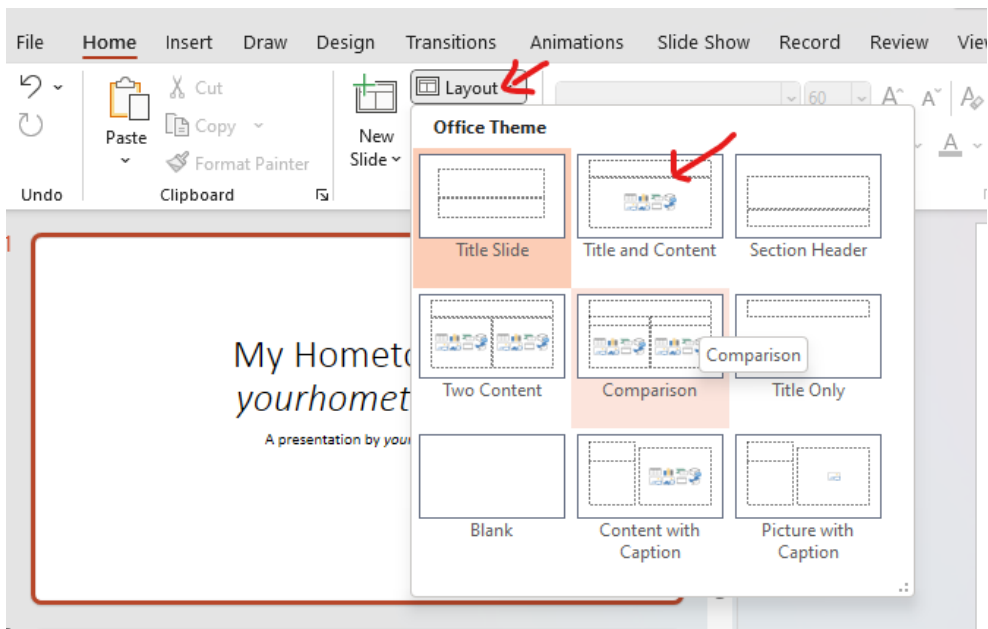 File Home Insert Draw Design Transitions Animations Slide Show Record Review
Cut
Copy
Format Painter
Paste
New
Slide
Layout
60
Undo
Clipboard
Office Theme
Title Slide
Title and Content
Section Header
Two Content
Comparison
Comparison
Title Only
Blank
Content with
Caption
Picture with
Caption
1
My
A presentation by